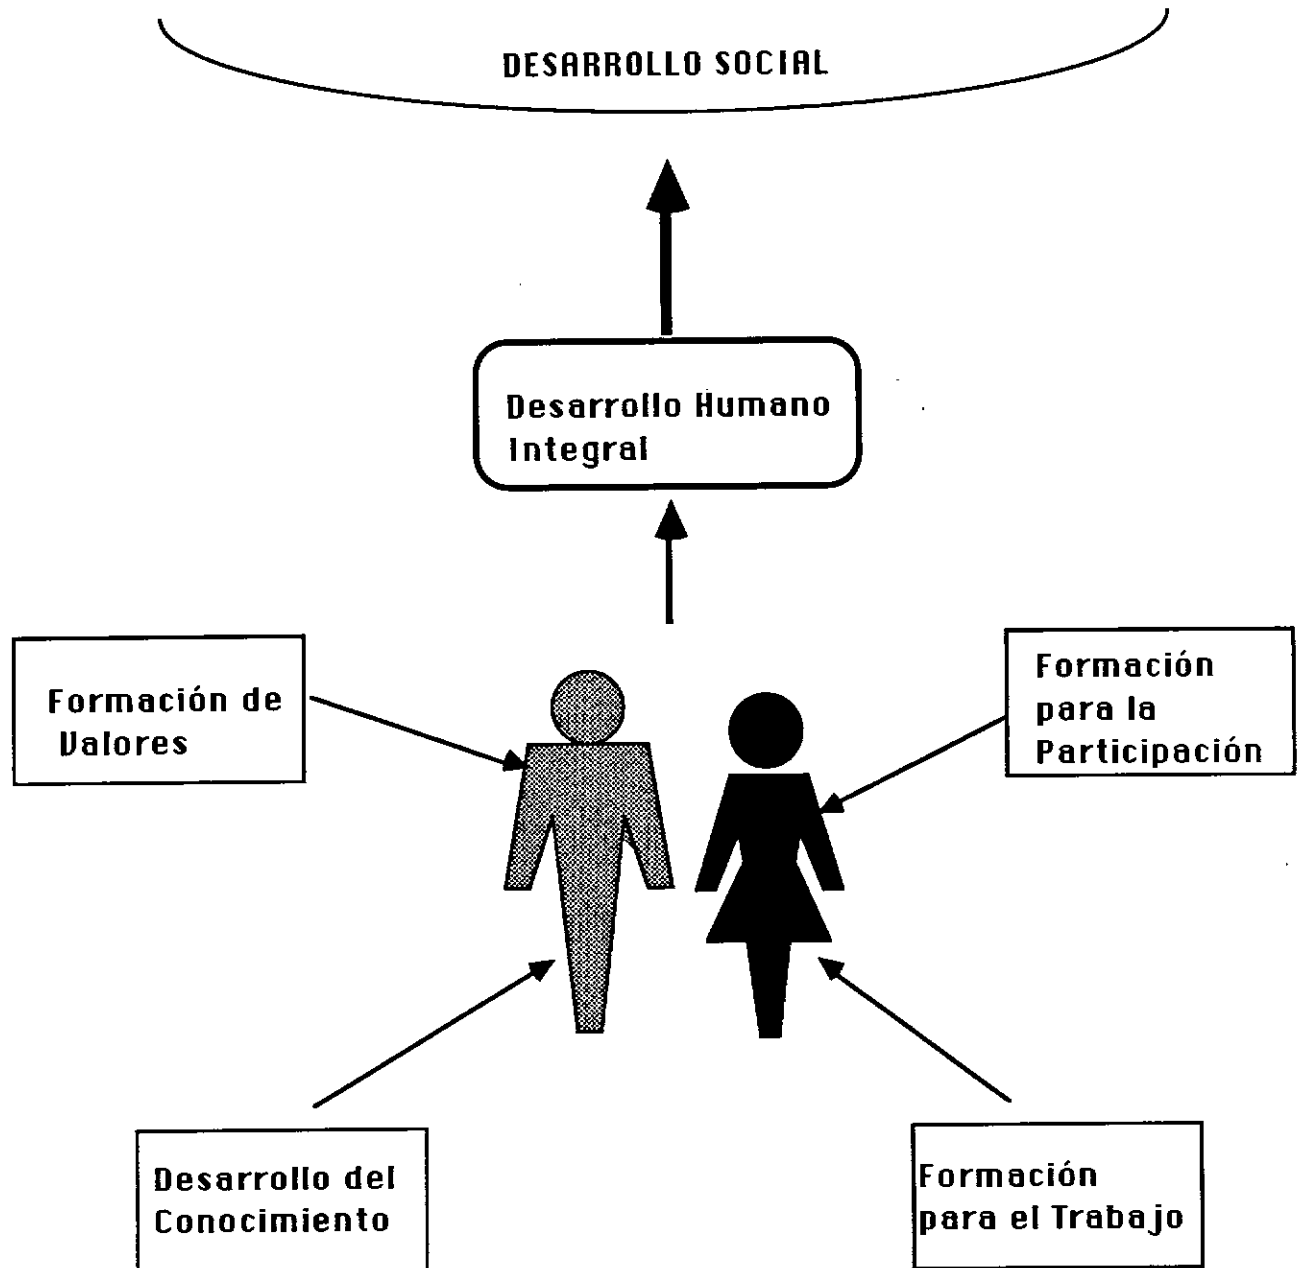 DESARROLLO SOCIAL
Desarrollo Humano
Integral
Formación de
Valores
Formación
para la
Participación
Desarrollo del
Conocimiento
Formación
para el Trabajo